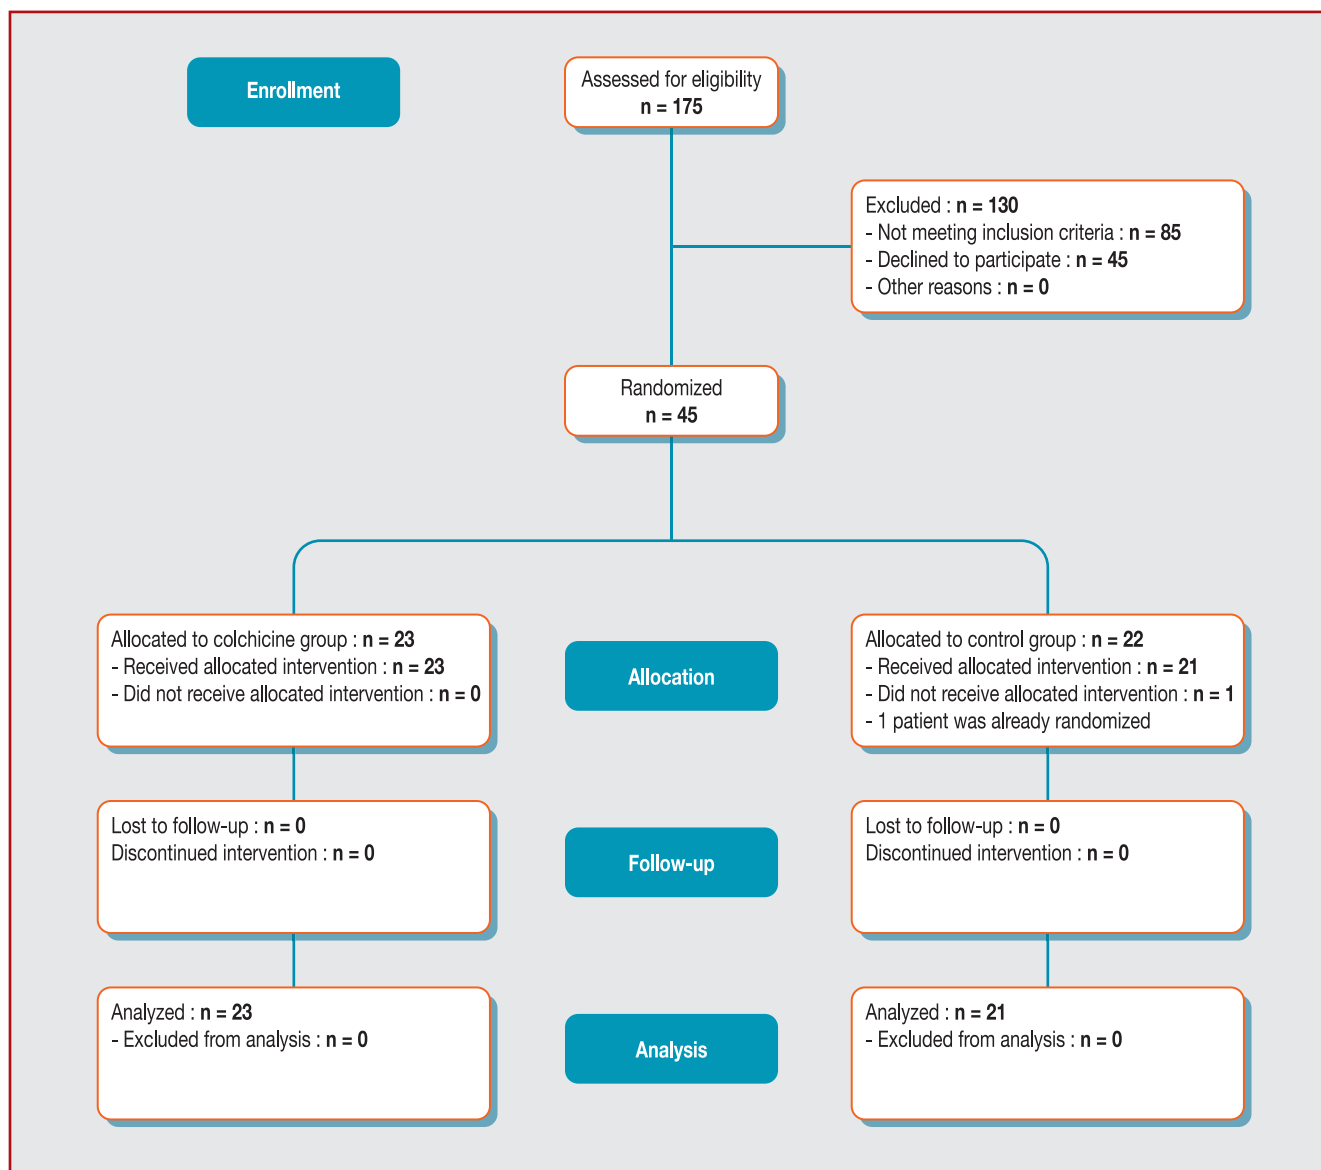 Enrollment
Assessed for eligibility
n = 175
Excluded : n = 130
- Not meeting inclusion criteria : n = 85
- Declined to participate : n = 45
- Other reasons : n = 0
Randomized
n = 45
Allocated to colchicine group : n = 23
- Received allocated intervention : n = 23
- Did not receive allocated intervention : n = 0
Allocation
Allocated to control group : n = 22
- Received allocated intervention : n = 21
- Did not receive allocated intervention : n = 1
- 1 patient was already randomized
Lost to follow-up : n = 0
Discontinued intervention : n = 0
Follow-up
Lost to follow-up : n = 0
Discontinued intervention : n = 0
Analyzed : n = 23
- Excluded from analysis : n = 0
Analysis
Analyzed : n = 21
- Excluded from analysis : n = 0